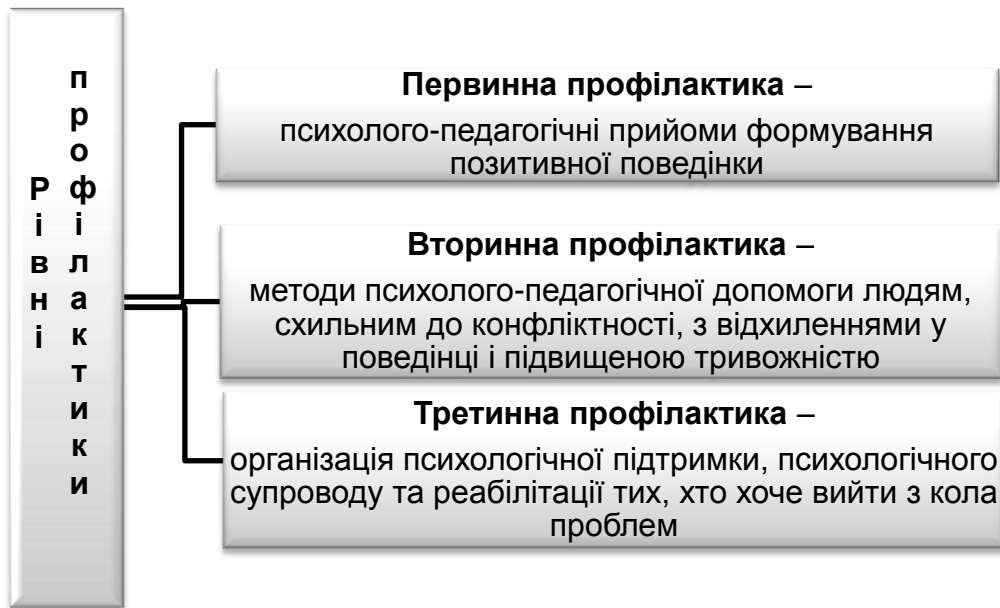 Рівні
профілактики
Первинна профілактика –
психолого-педагогічні прийоми формування
позитивної поведінки
Вторинна профілактика –
методи психолого-педагогічної допомоги людям,
схильним до конфліктності, з відхиленнями у
поведінці і підвищеною тривожністю
Третинна профілактика –
організація психологічної підтримки, психологічного
супроводу та реабілітації тих, хто хоче вийти з кола
проблем